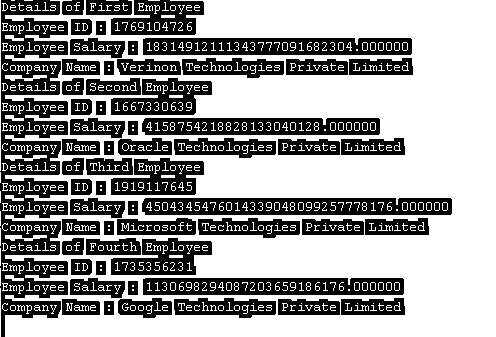 Details of First Employee
Employee ID : 1769104726
Employee Salary : 18314912111343777091682304.000000
Company Name : Verinon Technologies Private Limited
Details of Second Employee
Employee ID : 1667330639
Employee Salary : 4158754218828133040128.000000
Company Name : Oracle Technologies Private Limited
Details of Third Employee
Employee ID : 1919117645
Employee Salary : 4504345476014339048099257778176.000000
Company Name : Microsoft Technologies Private Limited
Details of Fourth Employee
Employee ID : 1735356231
Employee Salary : 1130698294087203659186176.000000
Company Name : Google Technologies Private Limited